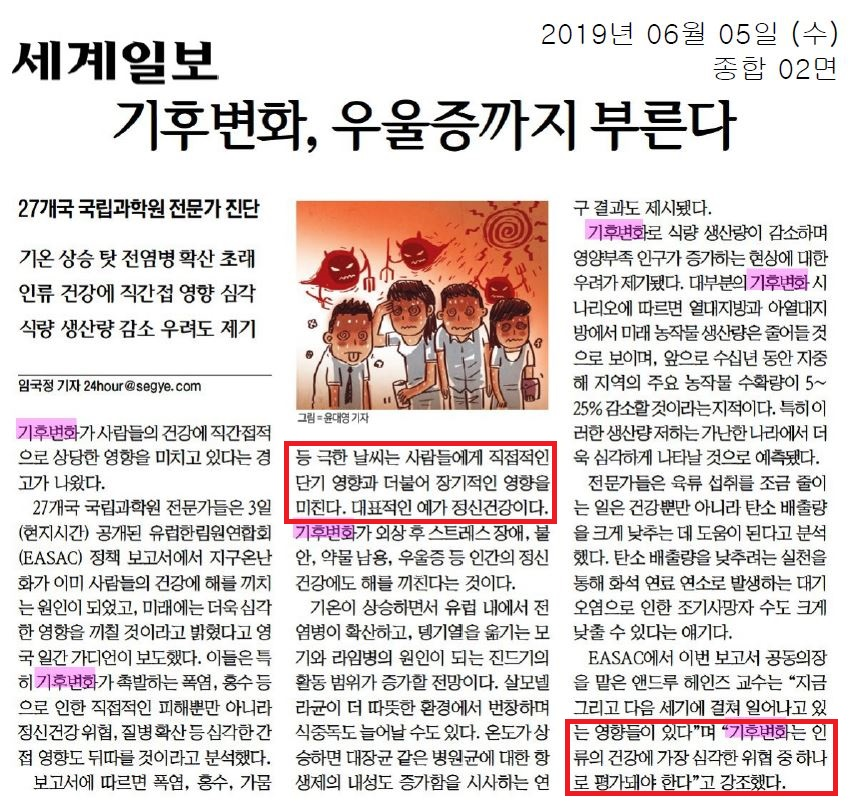 세계일보
2019년 06월 05일 (수)
종합 02면
기후변화, 우울증까지 부른다
27개국 국립과학원 전문가 진단
기온 상승 탓 전염병 확산 초래
인류 건강에 직간접 영향 심각
식량 생산량 감소 우려도 제기
임국정 기자 24hour@segye.com
기후변화가 사람들의 건강에 직간접적
으로 상당한 영향을 미치고 있다는 경
고가 나왔다.
27개국 국립과학원 전문가들은 3일
(현지시간) 공개된 유럽한림원연합회
(EASAC) 정책 보고서에서 지구온난
화가 이미 사람들의 건강에 해를 끼치
는 원인이 되었고, 미래에는 더욱 심각
한 영향을 끼칠 것이라고 밝혔다고 영
국 일간 가디언이 보도했다. 이들은 특
히 기후변화가 촉발하는 폭염, 홍수 등
으로 인한 직접적인 피해뿐만 아니라
정신건강 위협, 질병 확산 등 심각한 간
접 영향도 뒤따를 것이라고 분석했다.
보고서에 따르면 폭염, 홍수, 가뭄
그림=윤대영 기자
등 극한 날씨는 사람들에게 직접적인
단기 영향과 더불어 장기적인 영향을
미친다. 대표적인 예가 정신건강이다.
기후변화가 외상 후 스트레스 장애, 불
안, 약물 남용, 우울증 등 인간의 정신
건강에도 해를 끼친다는 것이다.
기온이 상승하면서 유럽 내에서 전
염병이 확산하고, 뎅기열을 옮기는 모
기와 라임병의 원인이 되는 진드기의
활동 범위가 증가할 전망이다. 살모넬
라균이 더 따뜻한 환경에서 번창하며
식중독도 늘어날 수도 있다. 온도가 상
승하면 대장균 같은 병원균에 대한 항
생제의 내성도 증가함을 시사하는 연
구 결과도 제시됐다.
기후변화로 식량 생산량이 감소하며
영양부족 인구가 증가하는 현상에 대한
우려가 제기됐다. 대부분의 기후변화 시
나리오에 따르면 열대지방과 아열대지
방에서 미래 농작물 생산량은 줄어들 것
으로 보이며, 앞으로 수십년 동안 지중
해 지역의 주요 농작물 수확량이 5~
25% 감소할 것이라는 지적이다. 특히 이
러한 생산량 저하는 가난한 나라에서 더
욱 심각하게 나타날 것으로 예측됐다.
전문가들은 육류 섭취를 조금 줄이
는 일은 건강뿐만 아니라 탄소 배출량
을 크게 낮추는 데 도움이 된다고 분석
했다. 탄소 배출량을 낮추려는 실천을
통해 화석 연료 연소로 발생하는 대기
오염으로 인한 조기사망자 수도 크게
낮출 수 있다는 얘기다.
EASAC에서 이번 보고서 공동의장
을 맡은 앤드루 헤인즈 교수는 “지금
그리고 다음 세기에 걸쳐 일어나고 있
는 영향들이 있다”며 “기후변화는 인
류의 건강에 가장 심각한 위협 중 하나
로 평가돼야 한다”고 강조했다.